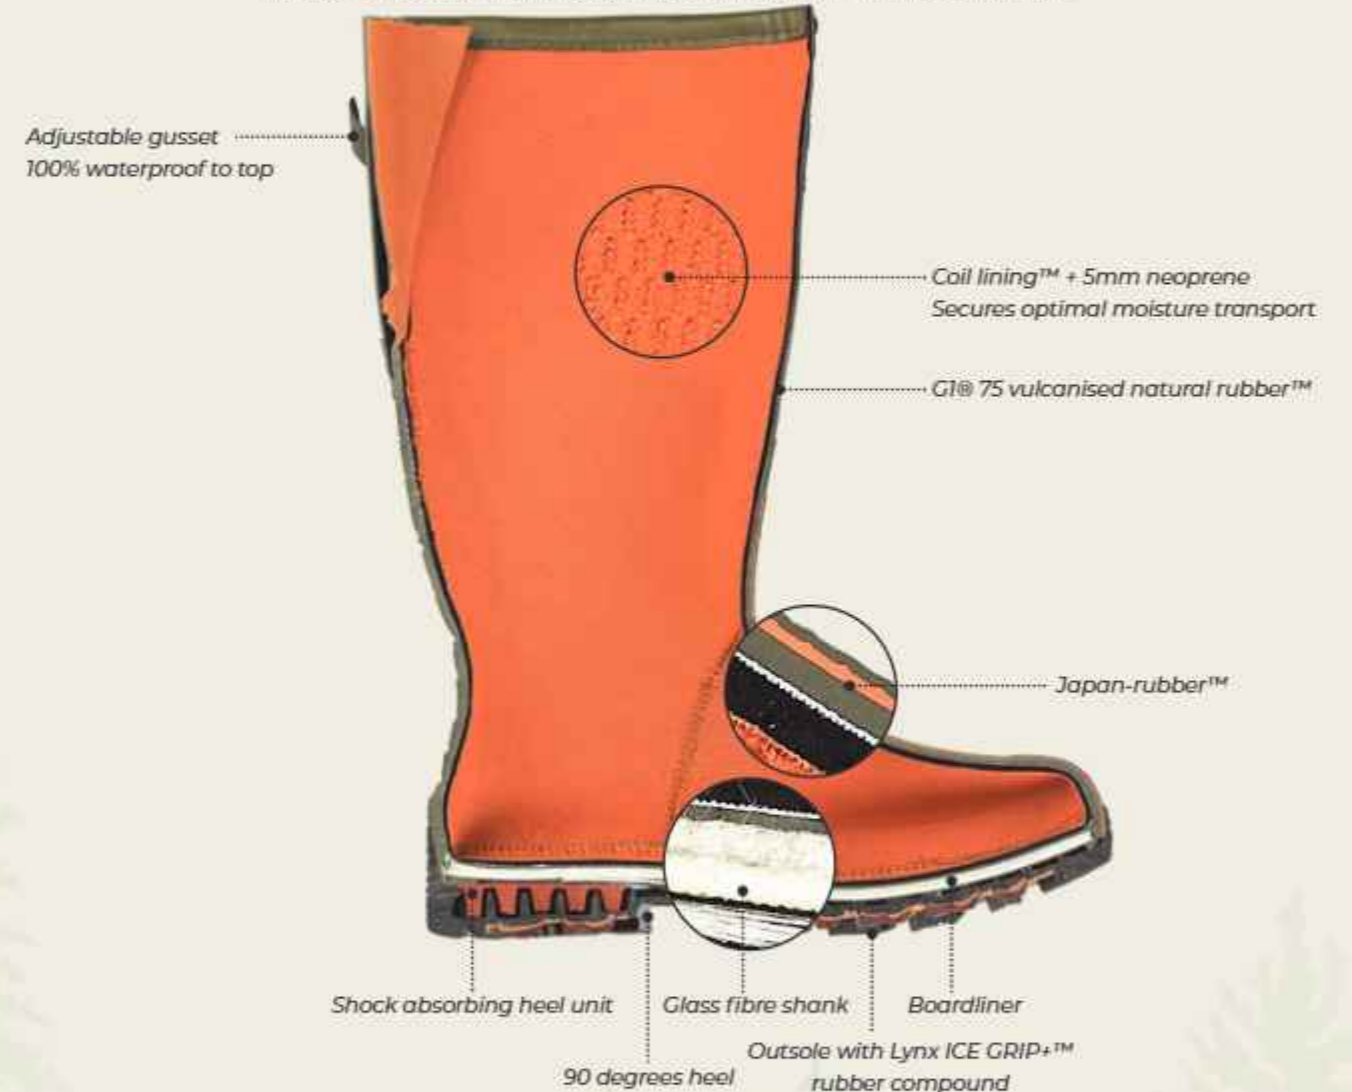 Adjustable gusset
100% waterproof to top
Coil lining™ + 5mm neoprene
Secures optimal moisture transport
G1® 75 vulcanised natural rubber™
Japan-rubber™
Shock absorbing heel unit
Glass fibre shank
Boardliner
Outsole with Lynx ICE GRIP+™
rubber compound
90 degrees heel